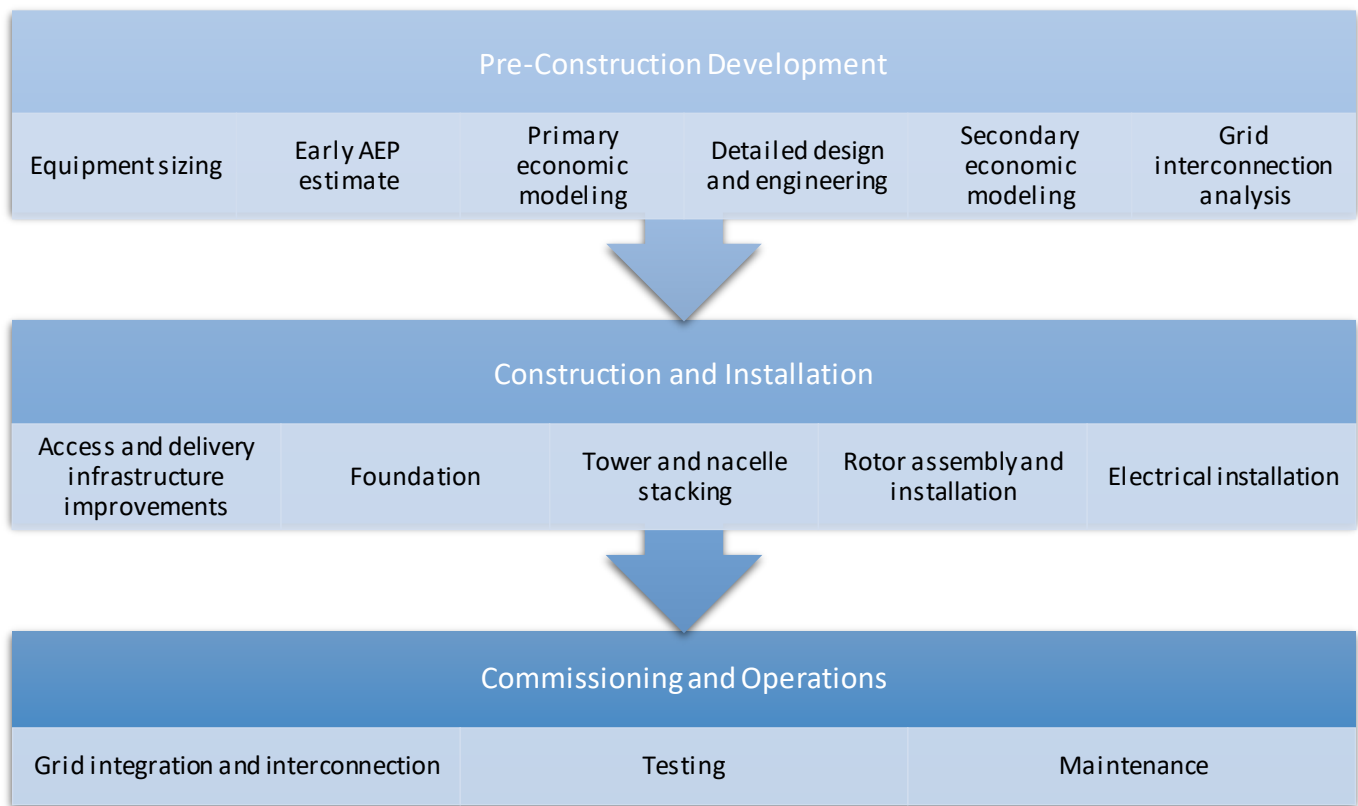 Pre-Construction Development
Equipment sizing
Early AEP
estimate
Primary
economic
modeling
Detailed design
and engineering
Secondary
economic
modeling
Grid
interconnection
analysis
Construction and Installation
Access and delivery
infrastructure
improvements
Foundation
Tower and nacelle
stacking
Rotor assembly and
installation
Electrical installation
Commissioning and Operations
Grid integration and interconnection
Testing
Maintenance